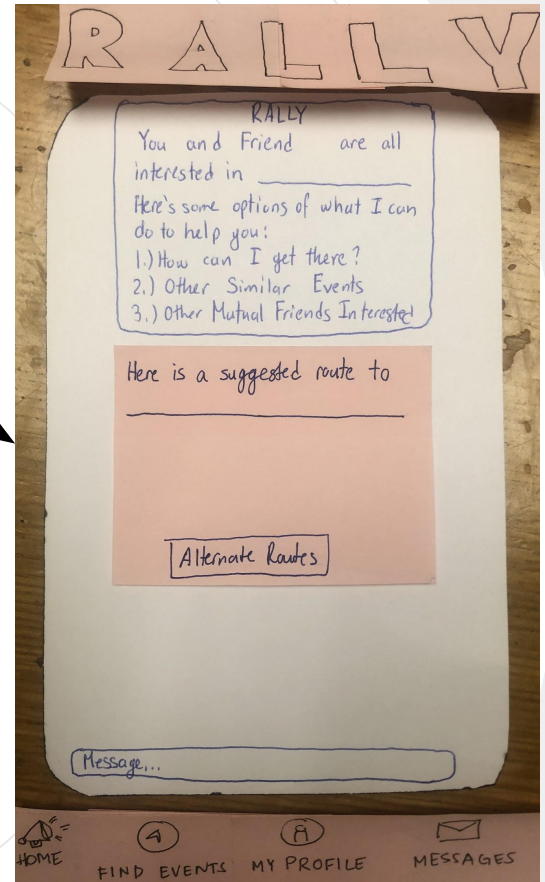 RALLY
RALLY
You and Friend are all
interested in
Here's some options of what I can
do to help you:
1.) How can I get there?
2.) Other Similar Events
3.) Other Mutual Friends Interested
Here is a suggested route to
Alternate Routes
Message...
HOME
FIND EVENTS
MY PROFILE
MESSAGES